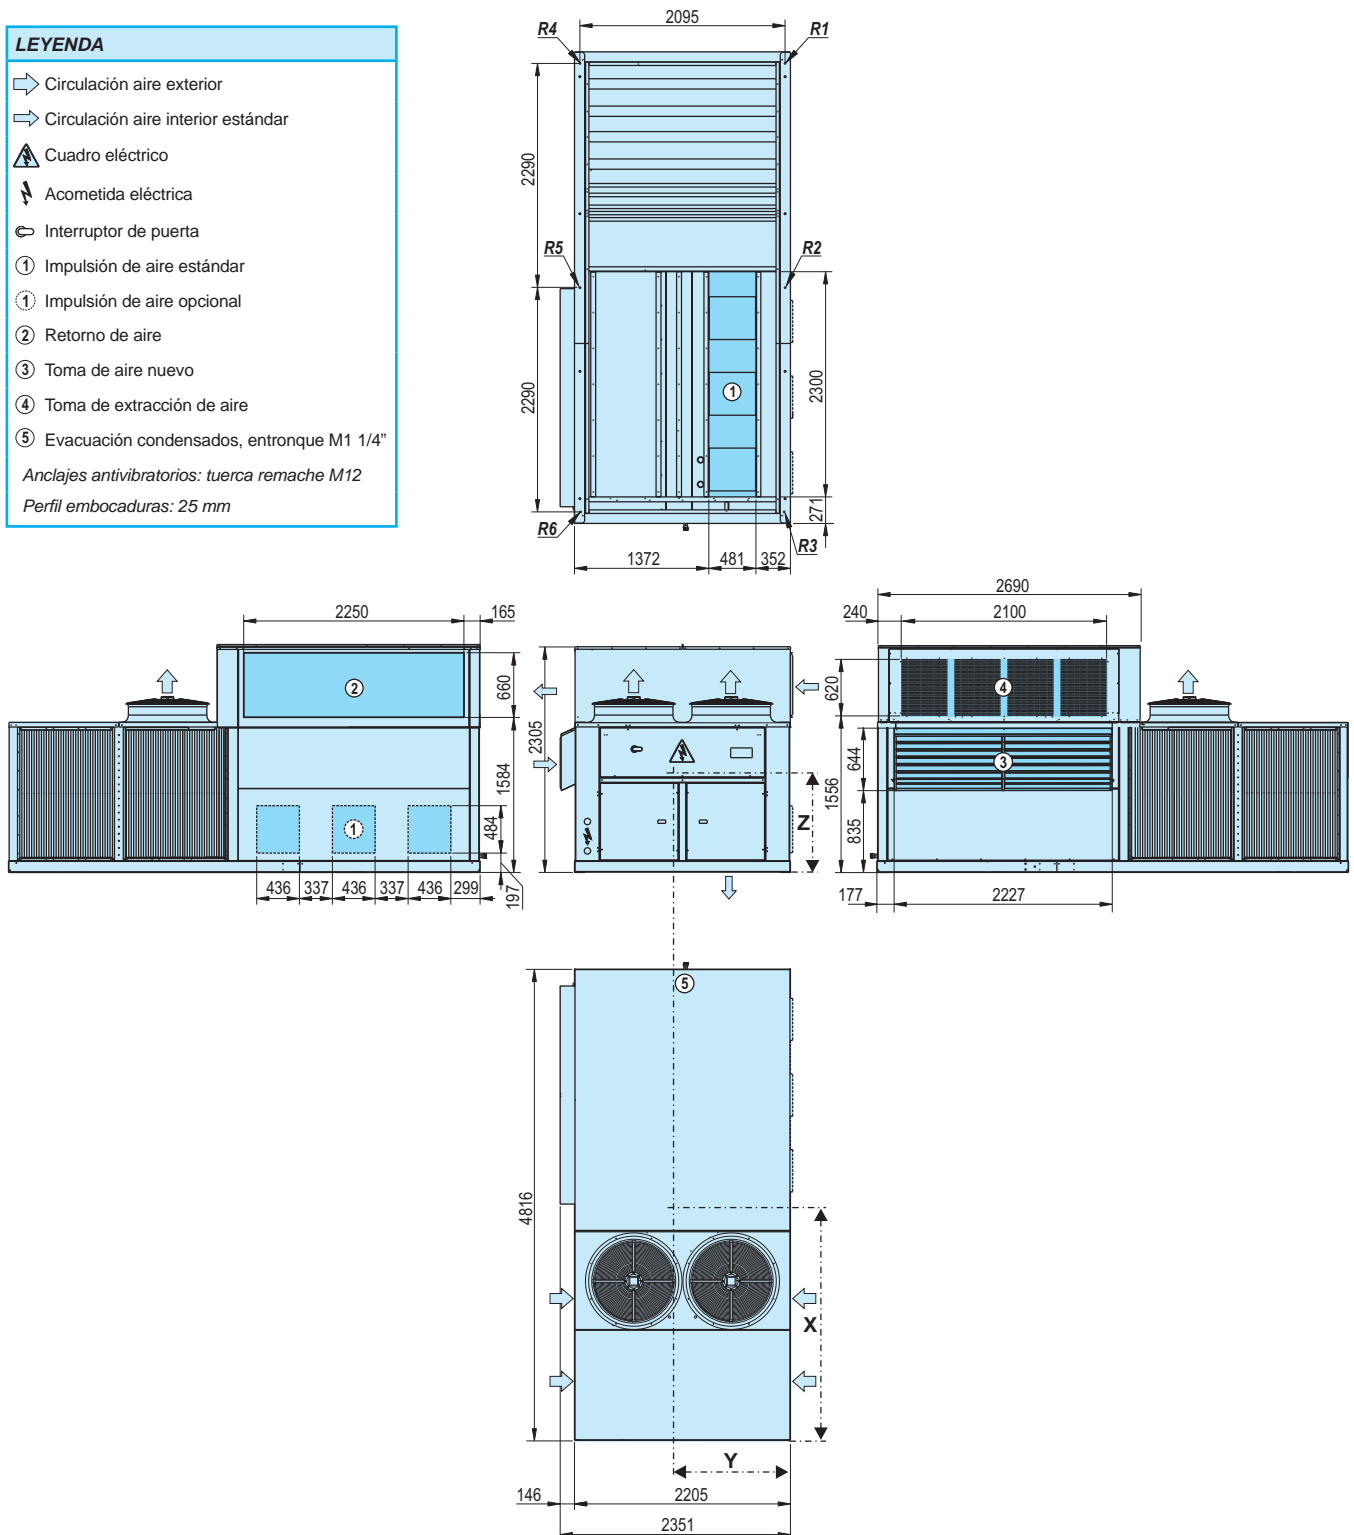 LEYENDA
Circulación aire exterior
Circulación aire interior estándar
Cuadro eléctrico
Acometida eléctrica
Interruptor de puerta
1 Impulsión de aire estándar
1 Impulsión de aire opcional
2 Retorno de aire
3 Toma de aire nuevo
4 Toma de extracción de aire
5 Evacuación condensados, entronque M1 1/4”
Anclajes antivibratorios: tuerca remache M12
Perfil embocaduras: 25 mm
2095
R4
R1
2290
R5
R2
2290
1
2300
271
R6
R3
1372
481
352
2250
165
2
660
1584
1
484
436
337
436
337
436
299
197
2305
Z
2690
240
2100
4
620
3
644
1556
835
177
2227
5
4816
X
Y
146
2205
2351